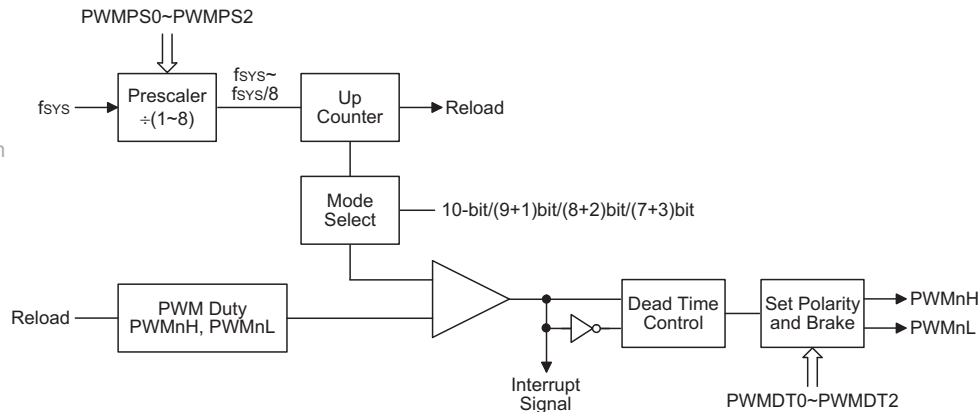 PWMPS0~PWMPS2
fSYS
Prescaler
÷(1~8)
fSYS~
fSYS/8
Up
Counter
Reload
n
Mode
Select
10-bit/(9+1)bit/(8+2)bit/(7+3)bit
Reload
PWM Duty
PWMnH, PWMnL
Dead Time
Control
Set Polarity
and Brake
PWMnH
PWMnL
Interrupt
Signal
PWMDT0~PWMDT2